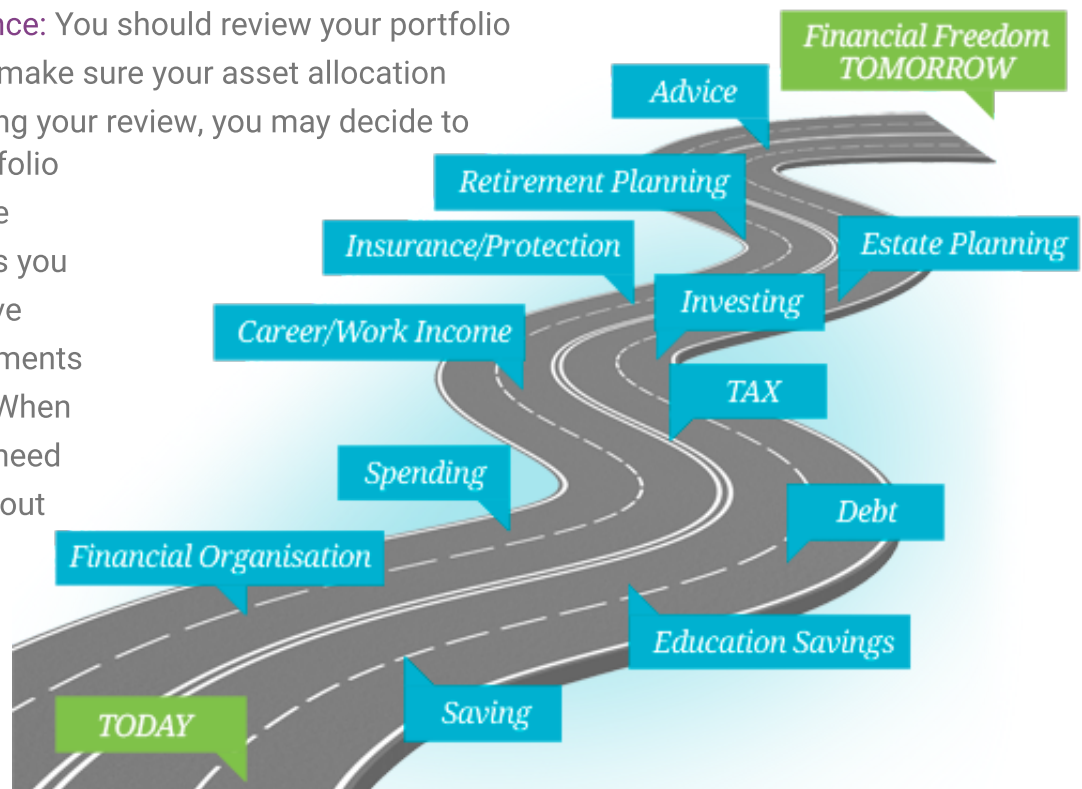 nce: You should review your portfolio
make sure your asset allocation
ng your review, you may decide to
folio
e
s you
ve
ments
When
need
out
Financial Freedom
TOMORROW
Advice
Retirement Planning
Insurance/Protection
Estate Planning
Investing
Career/Work Income
TAX
Spending
Debt
Financial Organisation
Education Savings
Saving
TODAY